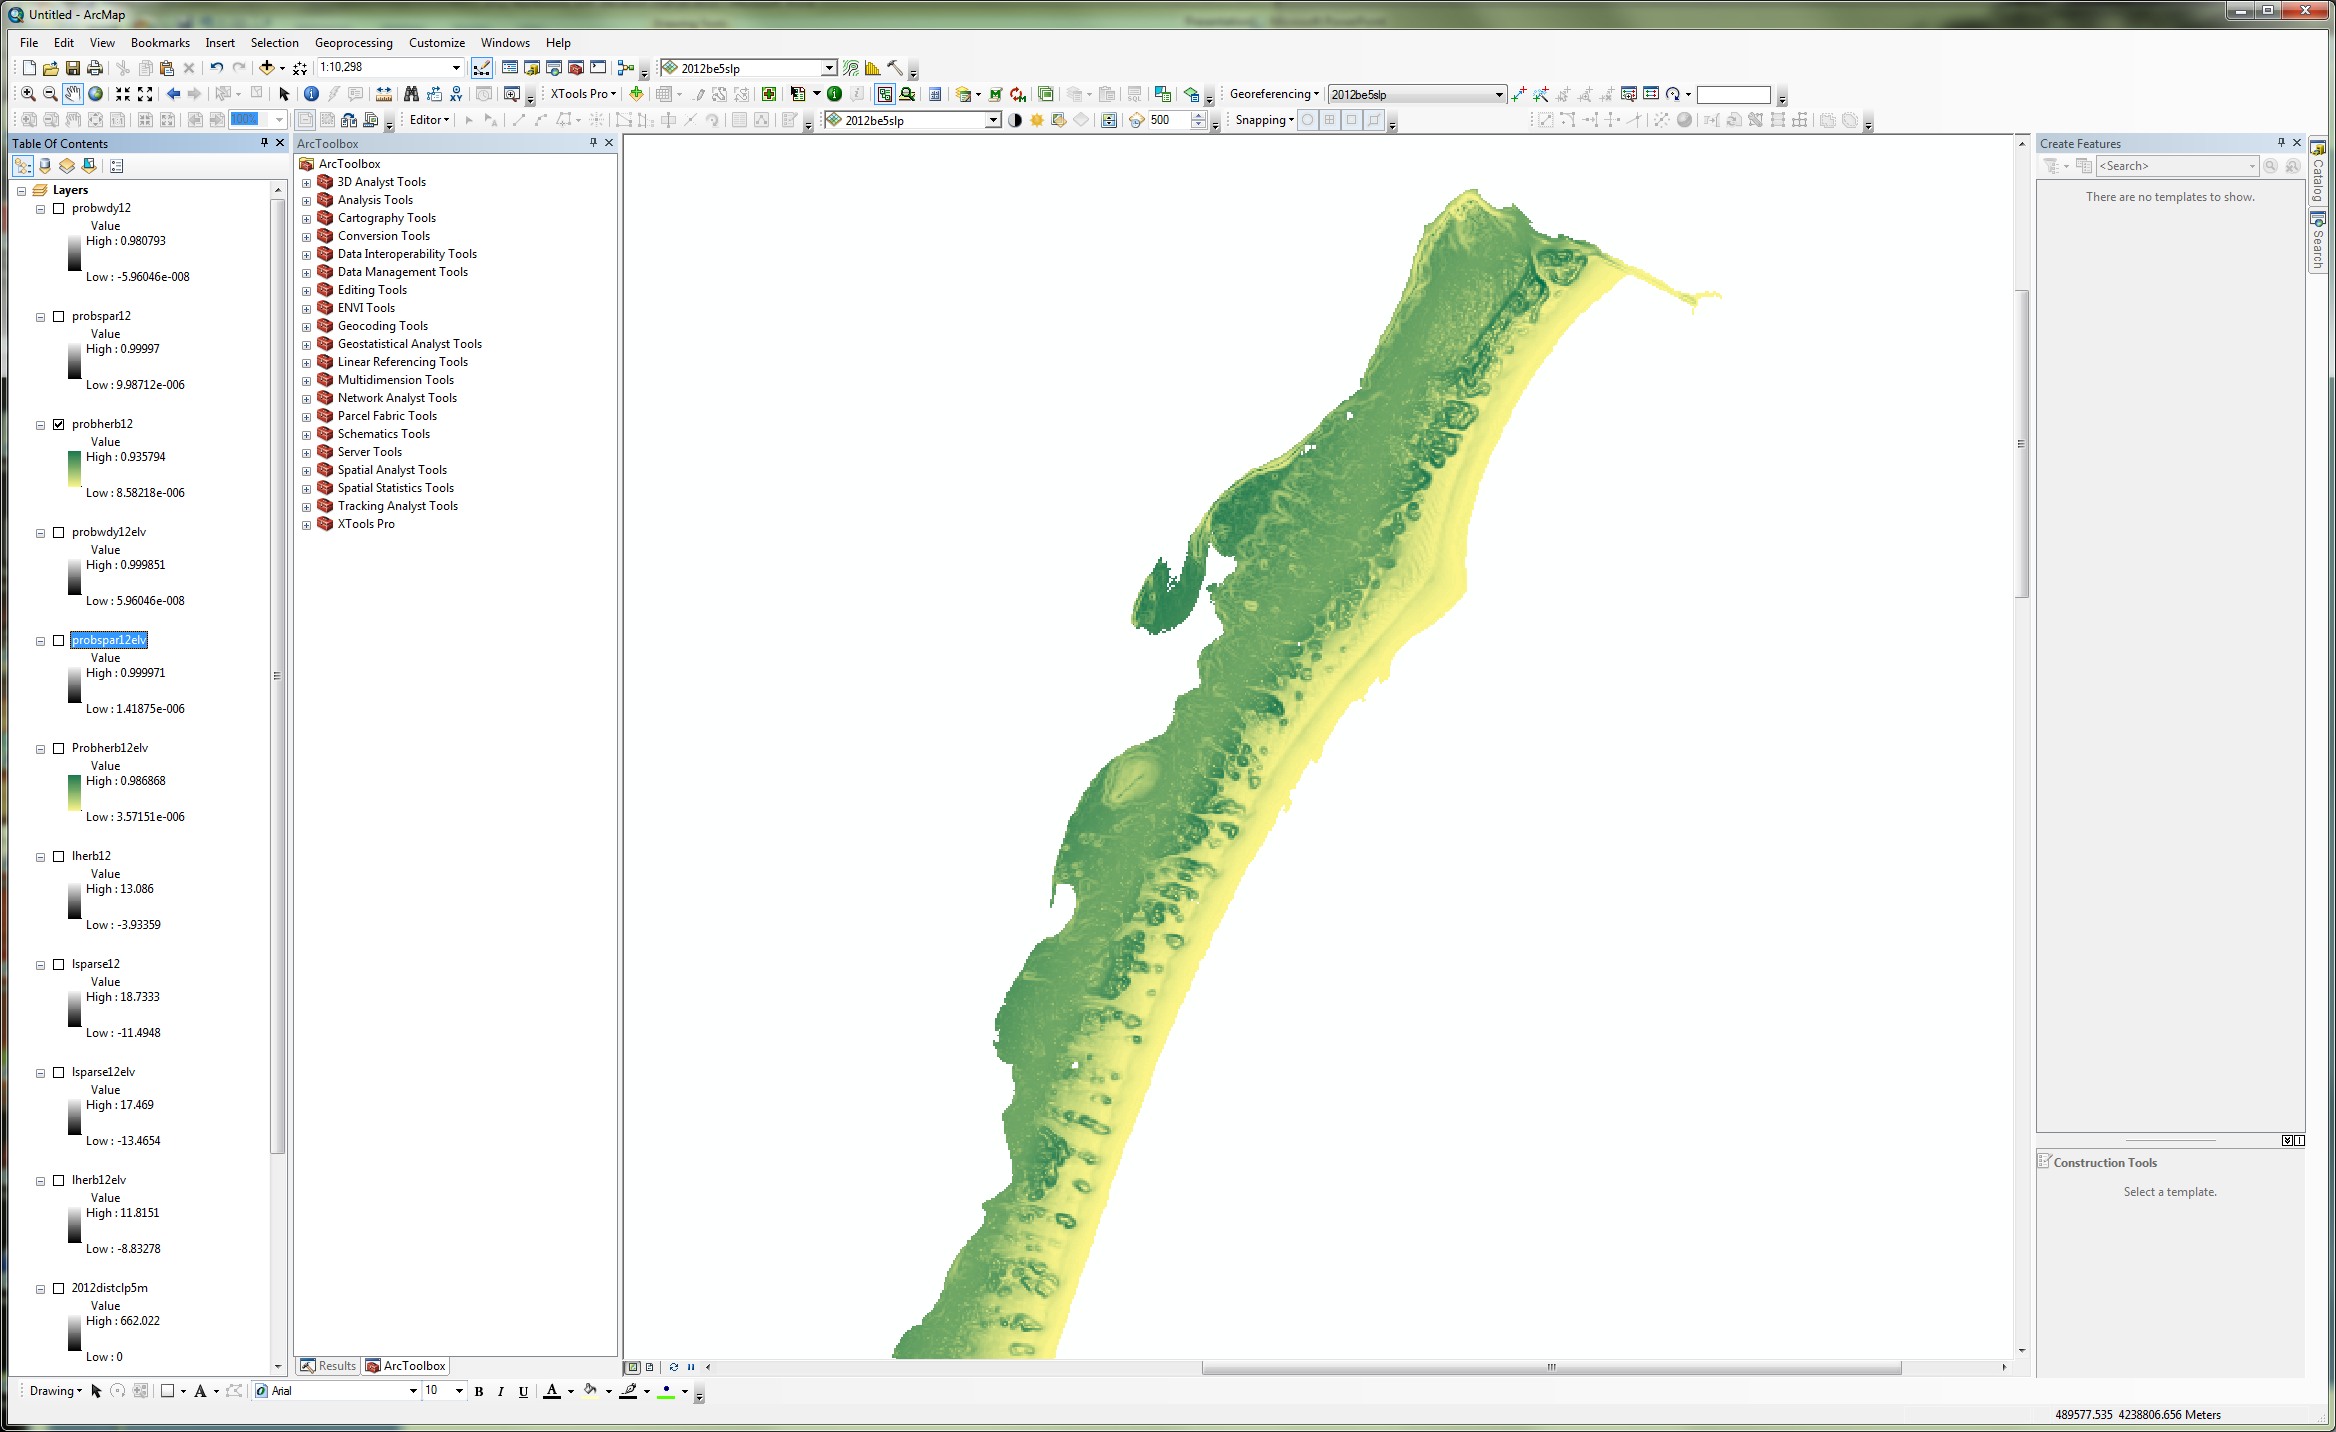 Untitled - ArcMap
File Edit View Bookmarks Insert Selection Geoprocessing Customize Windows Help
1:10,298
2012be5slp
XTools Pro
Georeferencing
2012be5slp
100%
Editor
2012be5slp
500
Snapping
Table Of Contents
Layers
probwdy12
Value
High : 0.980793
Low : -5.96046e-008
probspar12
Value
High : 0.99997
Low : 9.98712e-006
probherb12
Value
High : 0.935794
Low : 8.58218e-006
probwdy12elv
Value
High : 0.999851
Low : 5.96046e-008
probspar12elv
Value
High : 0.999971
Low : 1.41875e-006
Probherb12elv
Value
High : 0.986868
Low : 3.57151e-006
lherb12
Value
High : 13.086
Low : -3.93359
lsparse12
Value
High : 18.7333
Low : -11.4948
lsparse12elv
Value
High : 17.469
Low : -13.4654
lherb12elv
Value
High : 11.8151
Low : -8.83278
2012distclp5m
Value
High : 662.022
Low : 0
ArcToolbox
ArcToolbox
3D Analyst Tools
Analysis Tools
Cartography Tools
Conversion Tools
Data Interoperability Tools
Data Management Tools
Editing Tools
ENVI Tools
Geocoding Tools
Geostatistical Analyst Tools
Linear Referencing Tools
Multidimension Tools
Network Analyst Tools
Parcel Fabric Tools
Schematics Tools
Server Tools
Spatial Analyst Tools
Spatial Statistics Tools
Tracking Analyst Tools
XTools Pro
Results ArcToolbox
Create Features
<Search>
There are no templates to show.
Construction Tools
Select a template.
Catalog
Search
Drawing
A
Arial
10
B I U A
489577.535 4238806.656 Meters